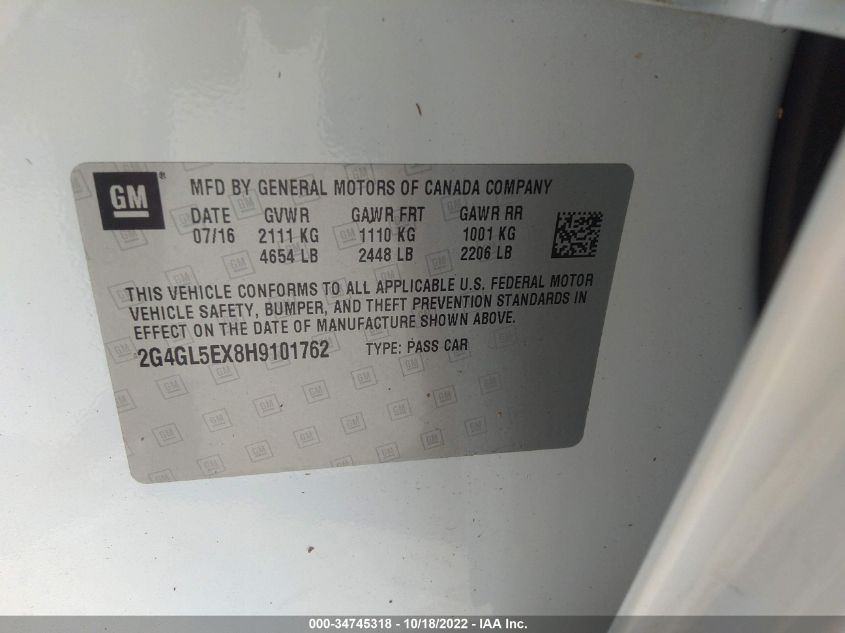 GM ® MFD BY GENERAL MOTORS OF CANADA COMPANY
DATE GVWR GAWR FRT GAWR RR
07/16 2111 KG 1110 KG 1001 KG
4654 LB 2448 LB 2206 LB
THIS VEHICLE CONFORMS TO ALL APPLICABLE U.S. FEDERAL MOTOR
VEHICLE SAFETY, BUMPER, AND THEFT PREVENTION STANDARDS IN
EFFECT ON THE DATE OF MANUFACTURE SHOWN ABOVE.
2G4GL5EX8H9101762 TYPE: PASS CAR
000-34745318 - 10/18/2022 - IAA Inc.